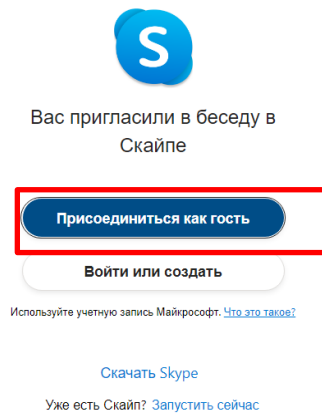 S
Вас пригласили в беседу в
Скайпе
Присоединиться как гость
Войти или создать
Используйте учетную запись Майкрософт. Что это такое?
Скачать Skype
Уже есть Скайп? Запустить сейчас